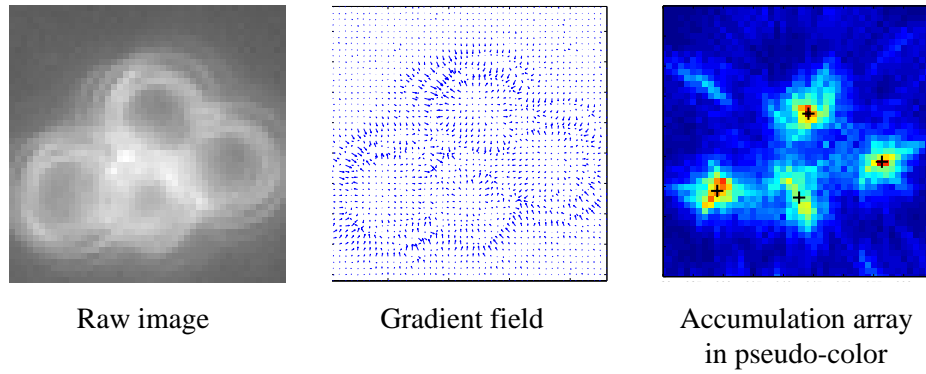 Raw image
Gradient field
Accumulation array
in pseudo-color